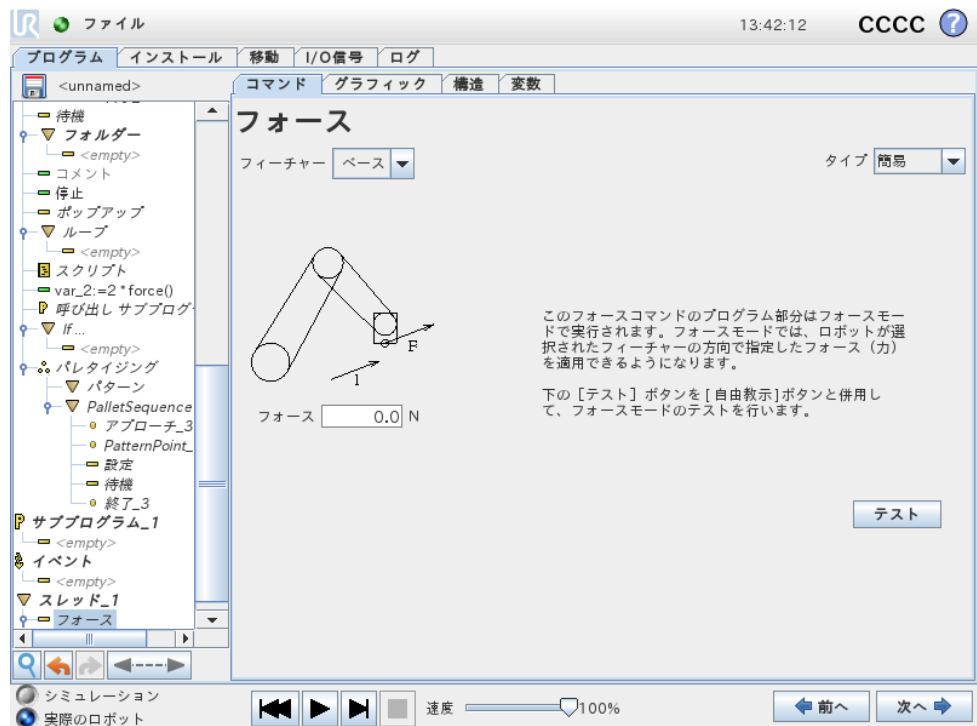 UR ファイル 13:42:12 CCCC ?
プログラム インストール 移動 I/O信号 ログ
<unnamed>
コマンド グラフィック 構造 変数
待機
フォルダー
<empty>
コメント
停止
ポップアップ
ループ
<empty>
スクリプト
var_2:=2 * force()
P 呼び出し サブプログ
If ...
<empty>
パレタイジング
パターン
PalletSequence
アプローチ_3
PatternPoint_
設定
待機
終了_3
P サブプログラム_1
<empty>
イベント
<empty>
スレッド_1
フォース
フォース
フィーチャー ベース
タイプ 簡易
F
1
フォース 0.0 N
このフォースコマンドのプログラム部分はフォースモー
ドで実行されます。フォースモードでは、ロボットが選
択されたフィーチャーの方向で指定したフォース（力）
を適用できるようになります。
下の［テスト］ボタンを[自由教示]ボタンと併用し
て、フォースモードのテストを行います。
テスト
シミュレーション
実際のロボット
速度 100%
前へ 次へ